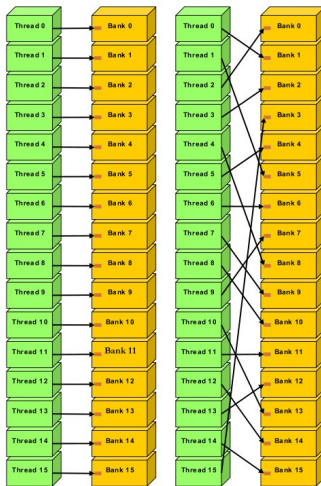 Thread 0 Bank 0 Thread 0 Bank 0
Thread 1 Bank 1 Thread 1 Bank 1
Thread 2 Bank 2 Thread 2 Bank 2
Thread 3 Bank 3 Thread 3 Bank 3
Thread 4 Bank 4 Thread 4 Bank 4
Thread 5 Bank 5 Thread 5 Bank 5
Thread 6 Bank 6 Thread 6 Bank 6
Thread 7 Bank 7 Thread 7 Bank 7
Thread 8 Bank 8 Thread 8 Bank 8
Thread 9 Bank 9 Thread 9 Bank 9
Thread 10 Bank 10 Thread 10 Bank 10
Thread 11 Bank 11 Thread 11 Bank 11
Thread 12 Bank 12 Thread 12 Bank 12
Thread 13 Bank 13 Thread 13 Bank 13
Thread 14 Bank 14 Thread 14 Bank 14
Thread 15 Bank 15 Thread 15 Bank 15